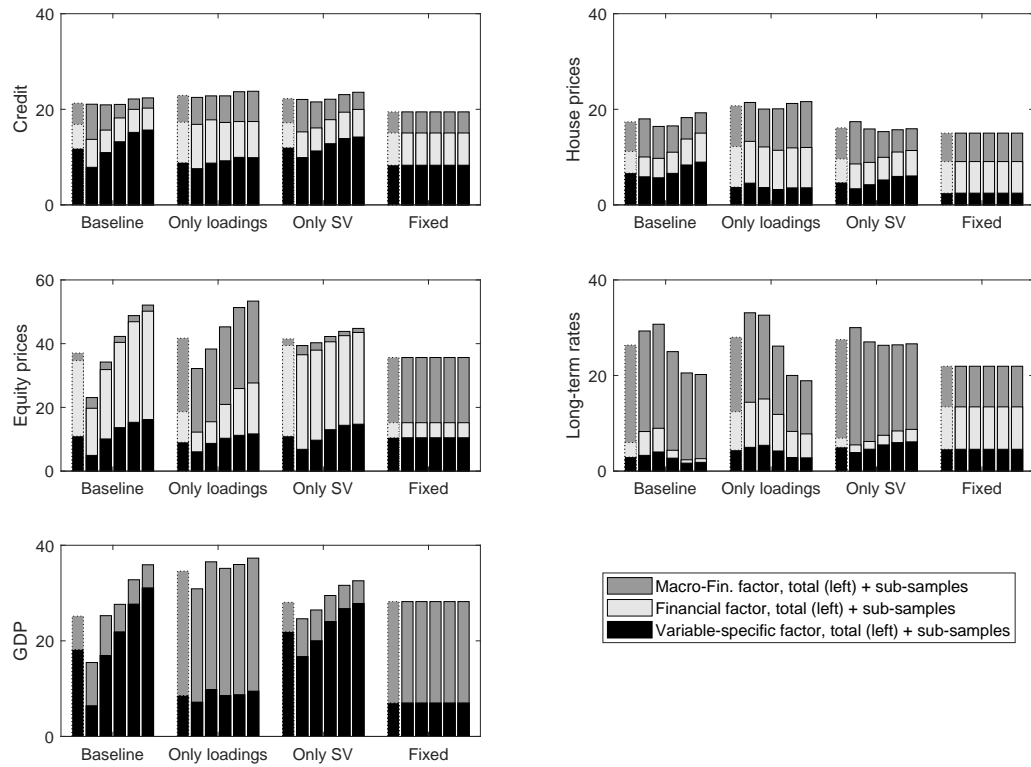 40
20
0
Credit
Baseline
Only loadings
Only SV
Fixed
40
20
0
House prices
Baseline
Only loadings
Only SV
Fixed
60
40
20
0
Equity prices
Baseline
Only loadings
Only SV
Fixed
40
20
0
Long-term rates
Baseline
Only loadings
Only SV
Fixed
40
20
0
GDP
Baseline
Only loadings
Only SV
Fixed
Macro-Fin. factor, total (left) + sub-samples
Financial factor, total (left) + sub-samples
Variable-specific factor, total (left) + sub-samples